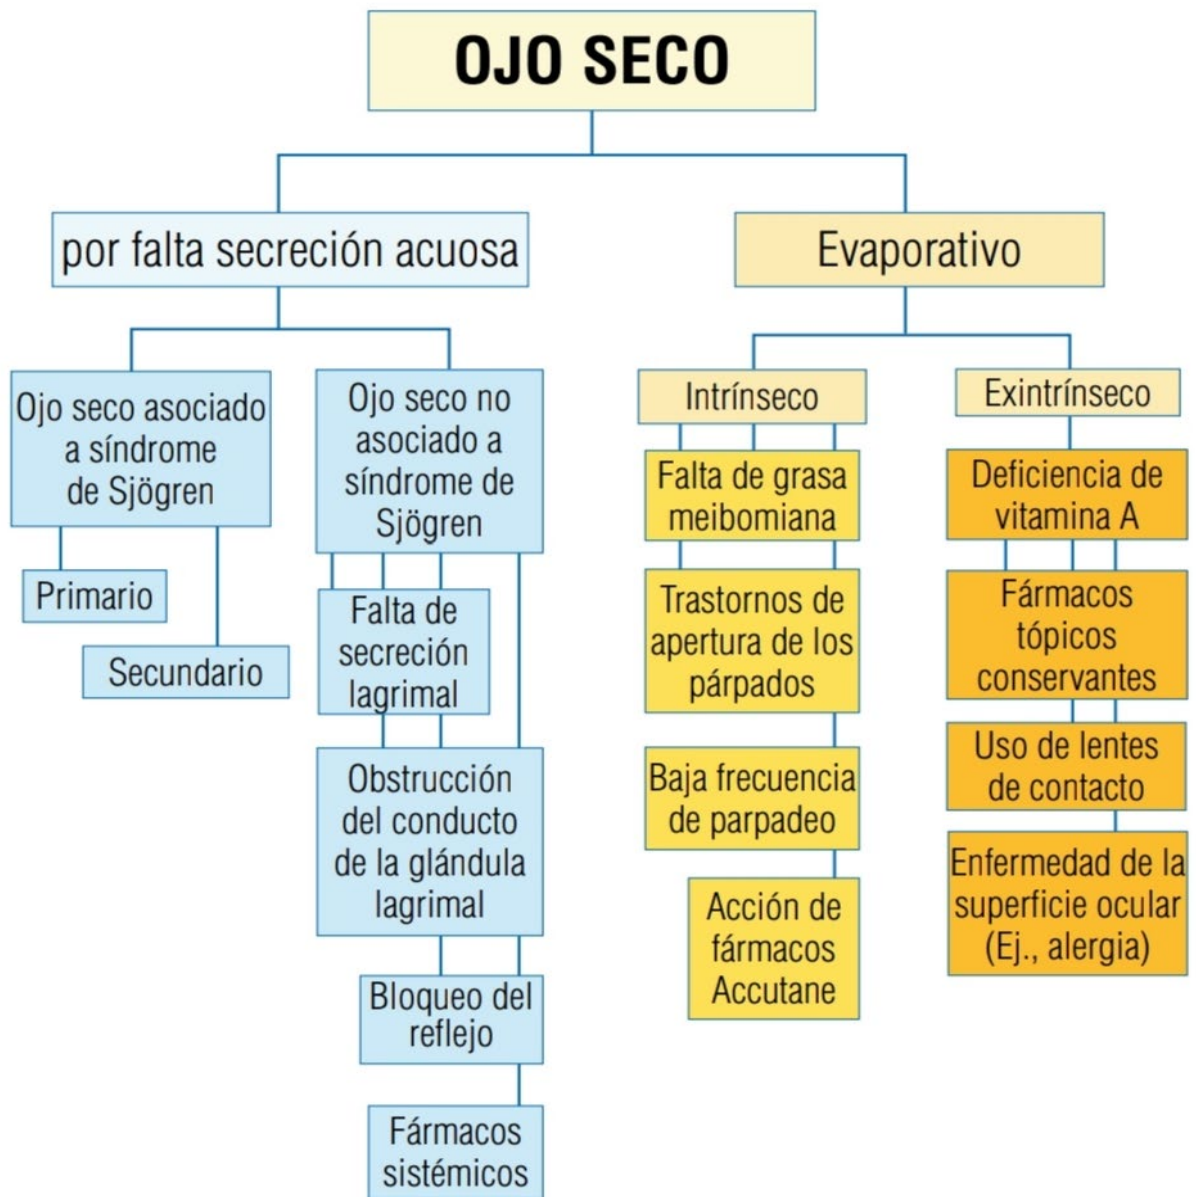 OJO SECO
por falta secreción acuosa
Ojo seco asociado
a síndrome
de Sjögren
Primario
Secundario
Ojo seco no
asociado a
síndrome de
Sjögren
Falta de
secreción
lagrimal
Obstrucción
del conducto
de la glándula
lagrimal
Bloqueo del
reflejo
Fármacos
sistémicos
Evaporativo
Intrínseco
Falta de grasa
meibomiana
Trastornos de
apertura de los
párpados
Baja frecuencia
de parpadeo
Acción de
fármacos
Accutane
Exintrínseco
Deficiencia de
vitamina A
Fármacos
tópicos
conservantes
Uso de lentes
de contacto
Enfermedad de la
superficie ocular
(Ej., alergia)